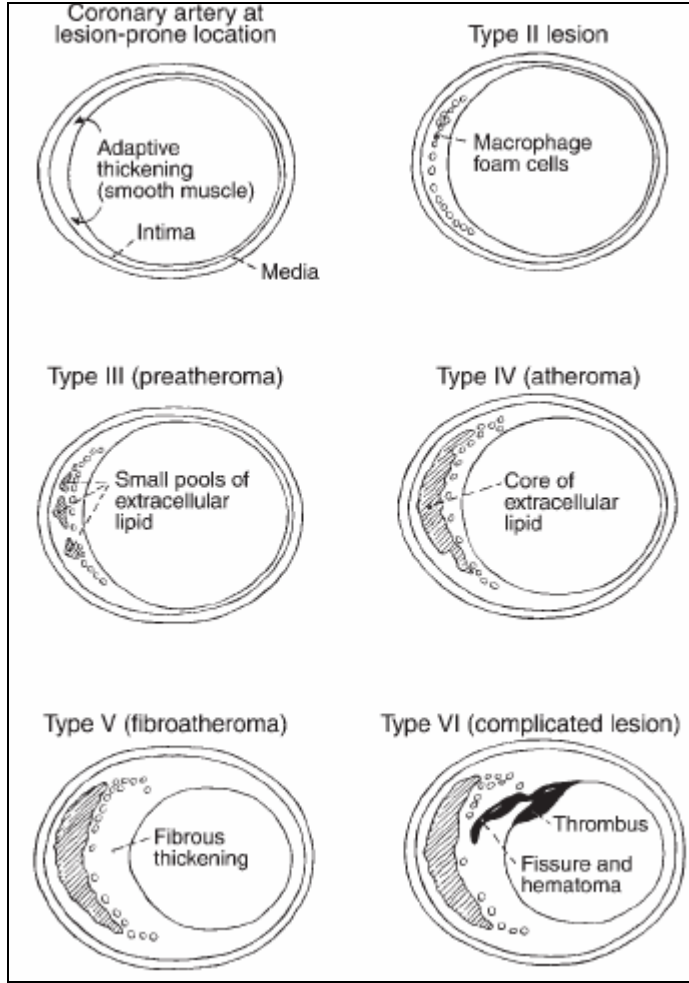 Coronary artery at
lesion-prone location
Adaptive
thickening
(smooth muscle)
Intima
Media
Type II lesion
Macrophage
foam cells
Type III (preatheroma)
Small pools of
extracellular
lipid
Type IV (atheroma)
Core of
extracellular
lipid
Type V (fibroatheroma)
Fibrous
thickening
Type VI (complicated lesion)
Thrombus
Fissure and
hematoma